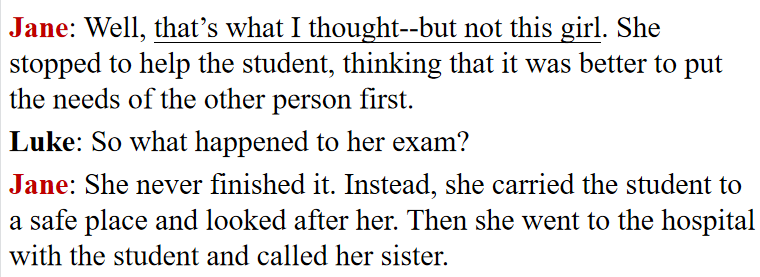 Jane: Well, that’s what I thought--but not this girl. She
stopped to help the student, thinking that it was better to put
the needs of the other person first.
Luke: So what happened to her exam?
Jane: She never finished it. Instead, she carried the student to
a safe place and looked after her. Then she went to the hospital
with the student and called her sister.